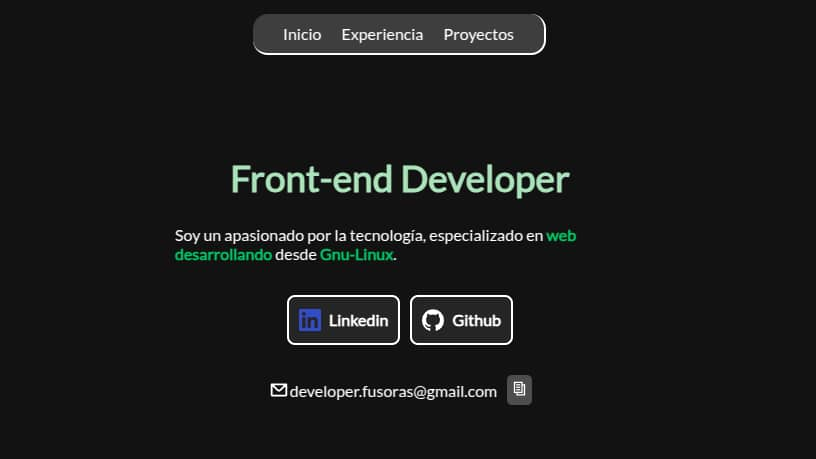 Inicio Experiencia Proyectos
Front-end Developer
Soy un apasionado por la tecnología, especializado en web
desarrollando desde Gnu-Linux.
in Linkedin Github
developer.fusoras@gmail.com